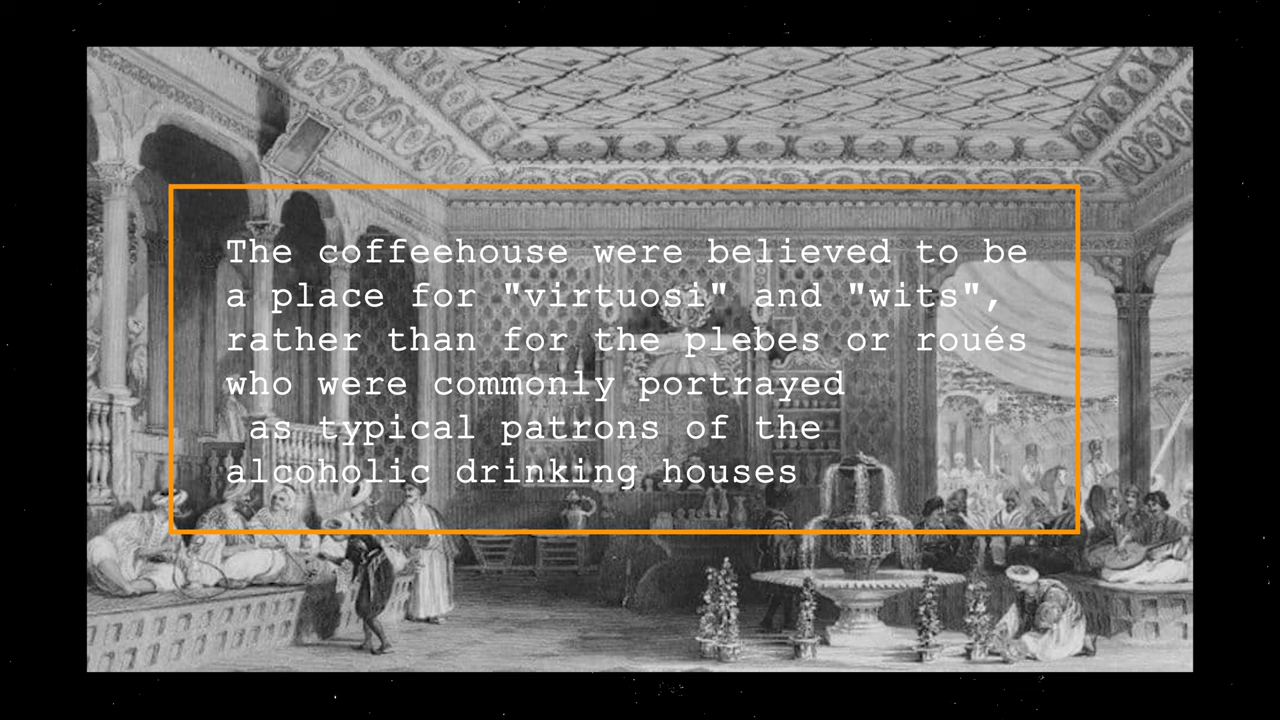 The coffeehouse were believed to be
a place for "virtuosi" and "wits",
rather than for the plebes or roués
who were commonly portrayed
as typical patrons of the
alcoholic drinking houses